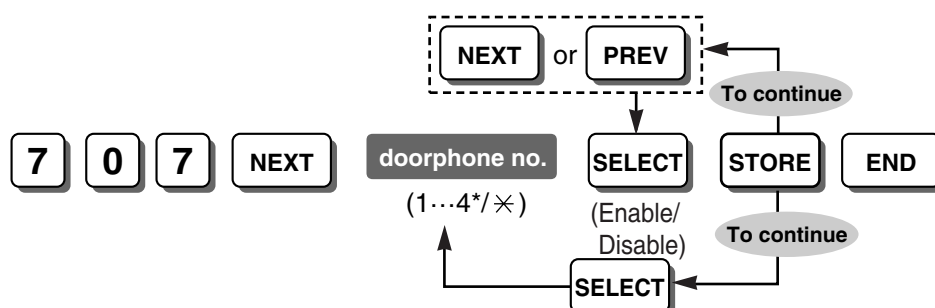 NEXT or PREV
To continue
7 0 7 NEXT doorphone no. SELECT STORE END
(1···4*/✳)
(Enable/
Disable)
To continue
SELECT